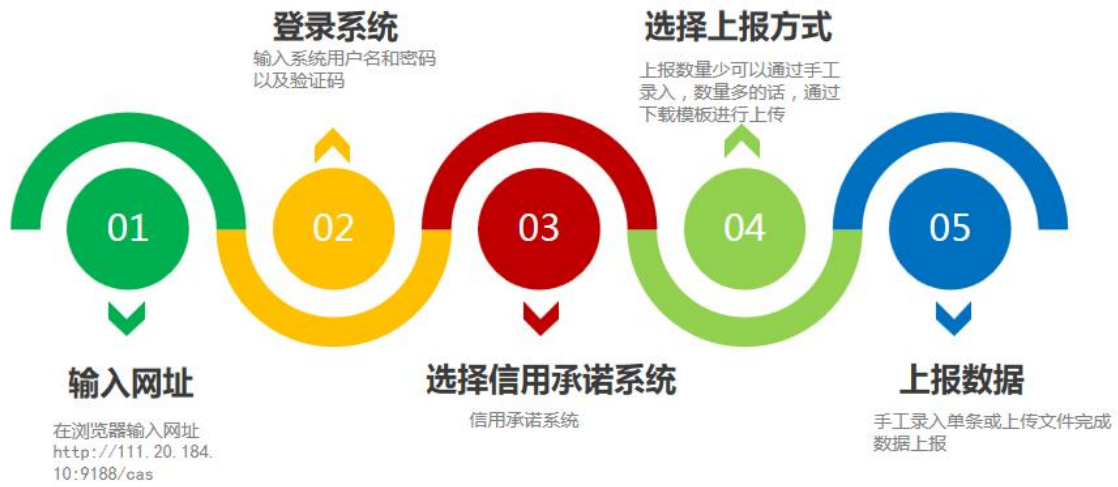 登录系统
输入系统用户名和密码
以及验证码
选择上报方式
上报数量少可以通过手工
录入，数量多的话，通过
下载模板进行上传
01
02
03
04
05
输入网址
在浏览器输入网址
http://111.20.184.
10:9188/cas
选择信用承诺系统
信用承诺系统
上报数据
手工录入单条或上传文件完成
数据上报